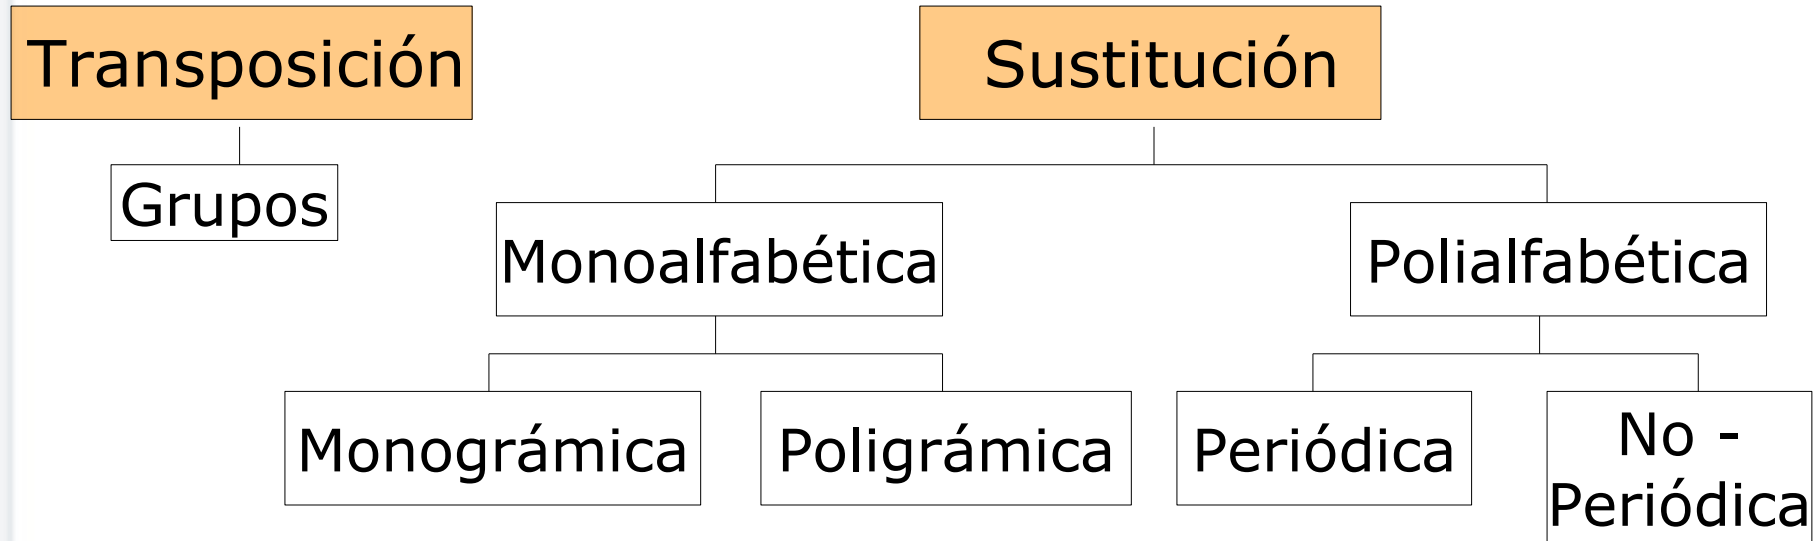 Transposición
Sustitución
Grupos
Monoalfabética
Polialfabética
Monográmica
Poligrámica
Periódica
No -
Periódica